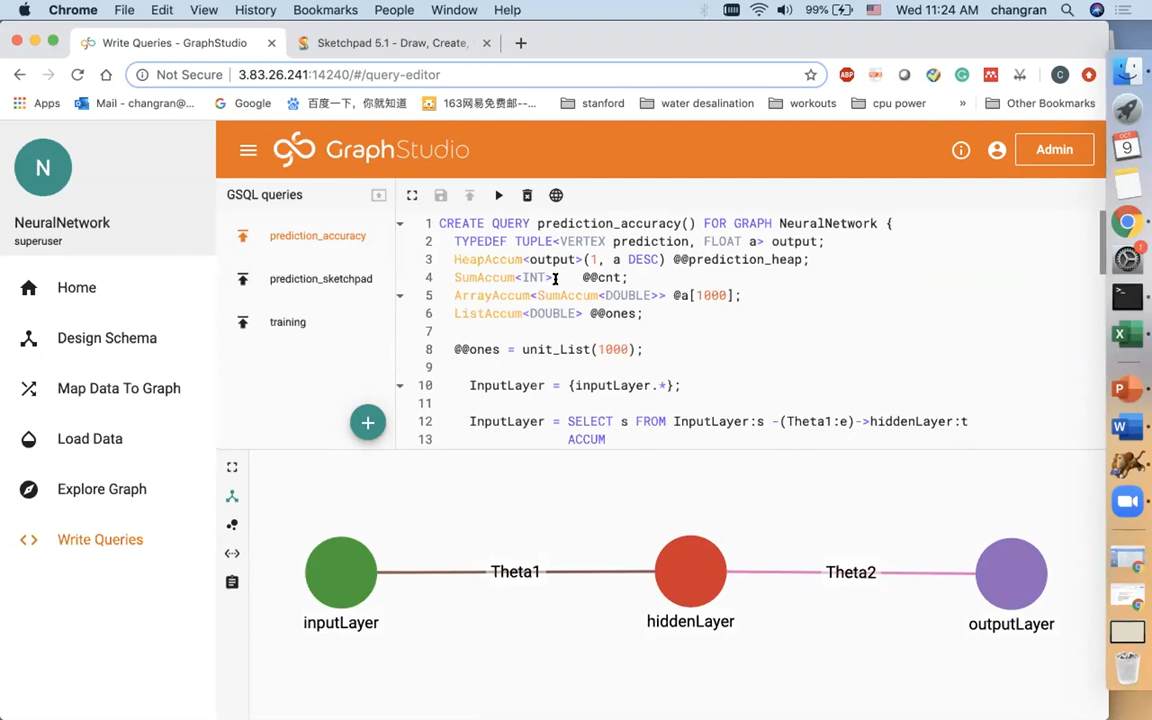 Chrome File Edit View History Bookmarks People Window Help 99% Wed 11:24 AM changran
Write Queries - GraphStudio Sketchpad 5.1 - Draw, Create,
Not Secure 3.83.26.241:14240/#/query-editor ABP C
Apps Mail - changran@... Google 百度一下，你就知道 163网易免费邮--... stanford water desalination workouts cpu power » Other Bookmarks
N
NeuralNetwork
superuser
Home
Design Schema
Map Data To Graph
Load Data
Explore Graph
Write Queries
GraphStudio Admin
GSQL queries
prediction_accuracy
prediction_sketchpad
training
1 CREATE QUERY prediction_accuracy() FOR GRAPH NeuralNetwork {
2 TYPEDEF TUPLE<VERTEX prediction, FLOAT a> output;
3 HeapAccum<output>(1, a DESC) @@prediction_heap;
4 SumAccum<INT> @@cnt;
5 ArrayAccum<SumAccum<DOUBLE>> @a[1000];
6 ListAccum<DOUBLE> @@ones;
7
8 @@ones = unit_List(1000);
9
10 InputLayer = {inputLayer.*};
11
12 InputLayer = SELECT s FROM InputLayer:s -(Theta1:e)->hiddenLayer:t
13 ACCUM
Theta1
Theta2
inputLayer
hiddenLayer
outputLayer
OCT
9